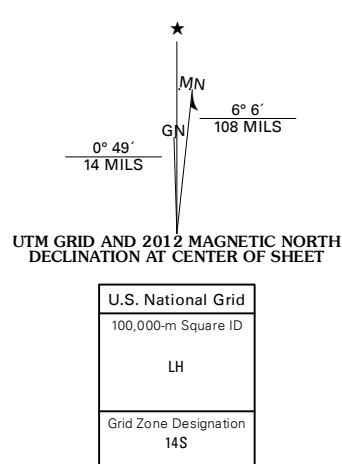 ★
MN
GN
6° 6´
108 MILS
0° 49´
14 MILS
UTM GRID AND 2012 MAGNETIC NORTH
DECLINATION AT CENTER OF SHEET
U.S. National Grid
100,000-m Square ID
LH
Grid Zone Designation
14S